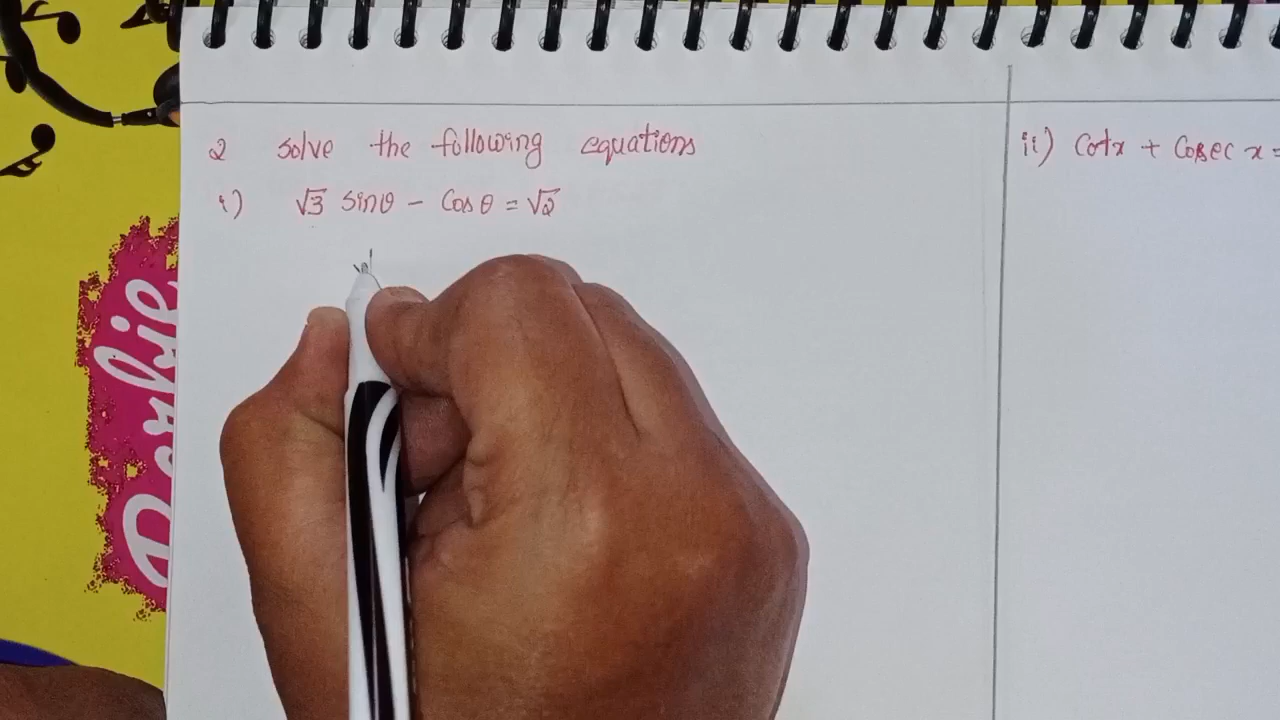 2 solve the following equations
i) √3 sinθ - Cosθ = √2
ii) Cotx + Cosec x =